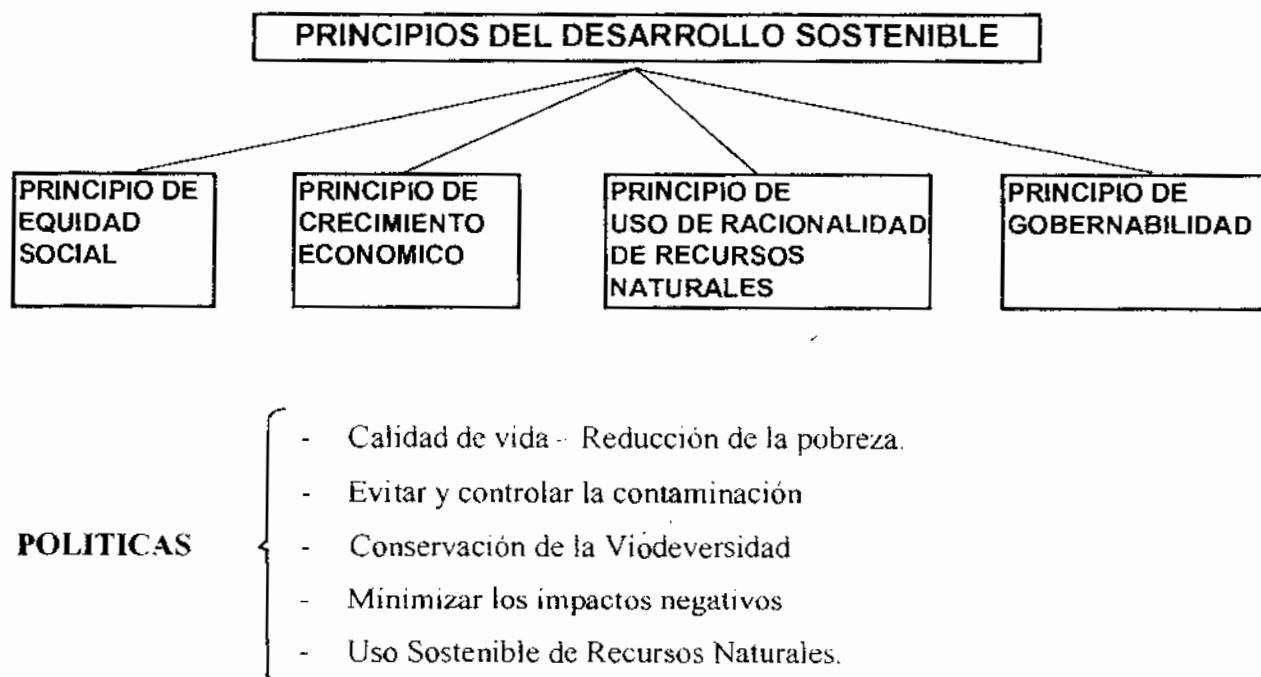 PRINCIPIOS DEL DESARROLLO SOSTENIBLE
PRINCIPIO DE
EQUIDAD
SOCIAL
PRINCIPIO DE
CRECIMIENTO
ECONOMICO
PRINCIPIO DE
USO DE RACIONALIDAD
DE RECURSOS
NATURALES
PRINCIPIO DE
GOBERNABILIDAD
POLITICAS
- Calidad de vida - Reducción de la pobreza.
- Evitar y controlar la contaminación
- Conservación de la Viodeversidad
- Minimizar los impactos negativos
- Uso Sostenible de Recursos Naturales.